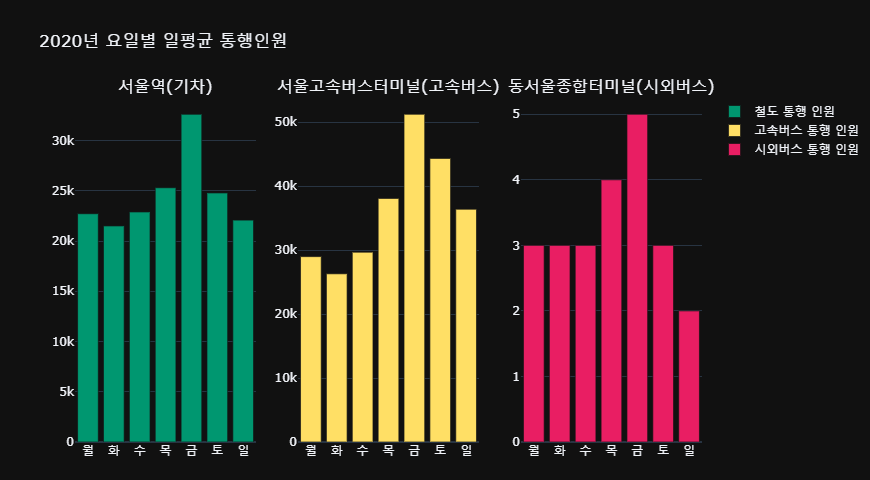 2020년 요일별 일평균 통행인원
서울역(기차)
서울고속버스터미널(고속버스)
동서울종합터미널(시외버스)
철도 통행 인원
고속버스 통행 인원
시외버스 통행 인원
30k
25k
20k
15k
10k
5k
0
월 화 수 목 금 토 일
50k
40k
30k
20k
10k
0
월 화 수 목 금 토 일
5
4
3
2
1
0
월 화 수 목 금 토 일